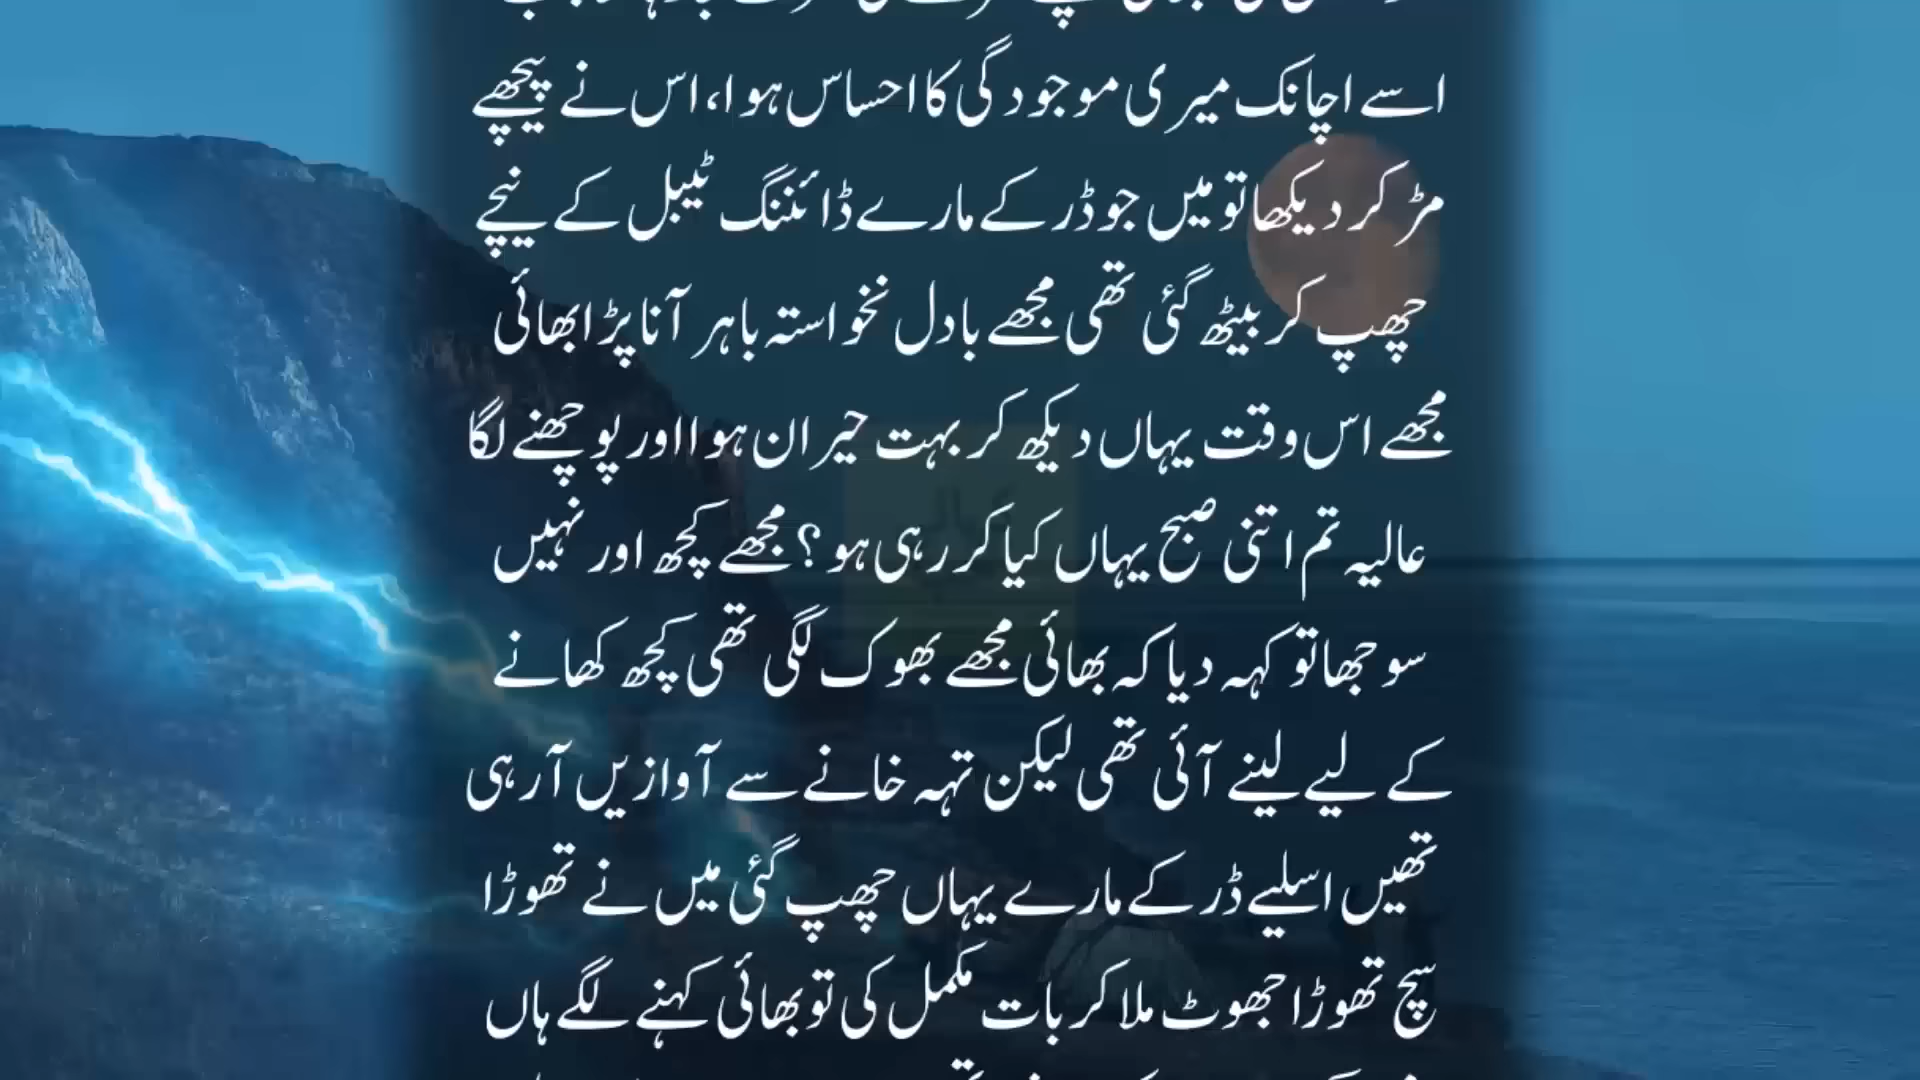 اسے اچانک میری موجودگی کا احساس ہوا، اس نے پیچھے
مڑ کر دیکھا تو میں جو ڈر کے مارے ڈائننگ ٹیبل کے نیچے
چھپ کر بیٹھ گئی تھی مجھے بادل نخواستہ باہر آنا پڑا بھائی
مجھے اس وقت یہاں دیکھ کر بہت حیران ہوا اور پوچھنے لگا
عالیہ تم اتنی صبح یہاں کیا کر رہی ہو ؟ مجھے کچھ اور نہیں
سوجھا تو کہہ دیا کہ بھائی مجھے بھوک لگی تھی کچھ کھانے
کے لیے لینے آئی تھی لیکن تہہ خانے سے آوازیں آرہی
تھیں اسلیے ڈر کے مارے یہاں چھپ گئی میں نے تھوڑا
سچ تھوڑا جھوٹ ملا کر بات مکمل کی تو بھائی کہنے لگے ہاں